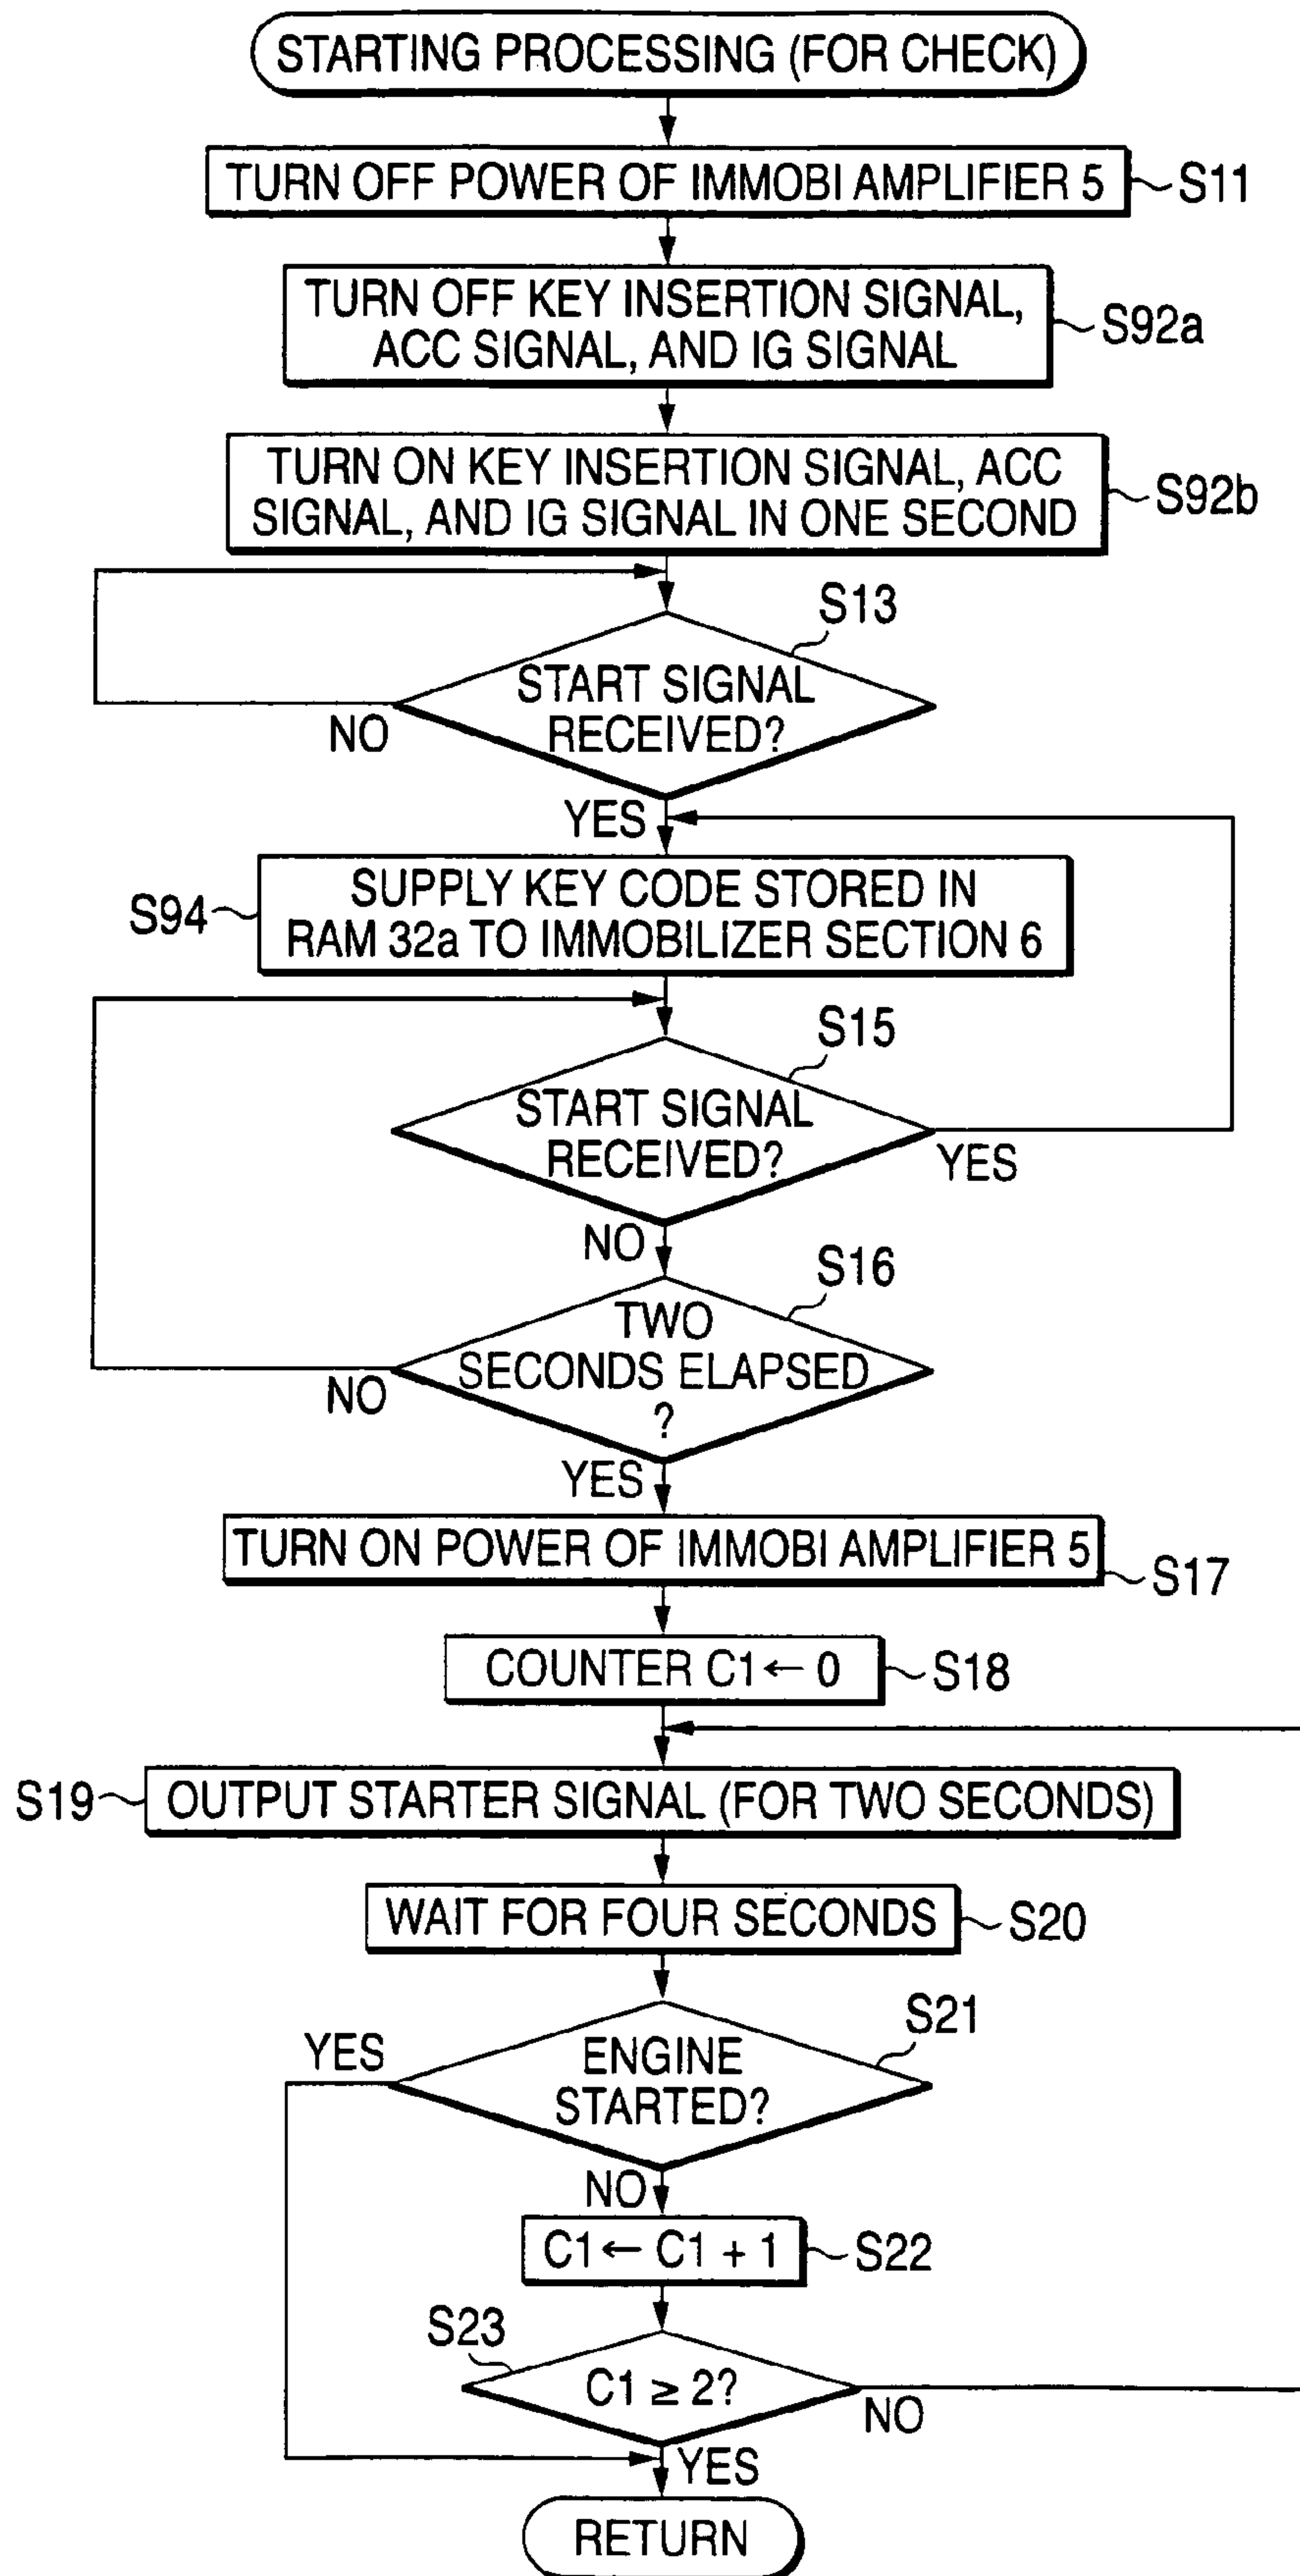 STARTING PROCESSING (FOR CHECK)
TURN OFF POWER OF IMMOBI AMPLIFIER 5
S11
TURN OFF KEY INSERTION SIGNAL,
ACC SIGNAL, AND IG SIGNAL
S92a
TURN ON KEY INSERTION SIGNAL, ACC
SIGNAL, AND IG SIGNAL IN ONE SECOND
S92b
S13
START SIGNAL
RECEIVED?
NO
YES
S94
SUPPLY KEY CODE STORED IN
RAM 32a TO IMMOBILIZER SECTION 6
S15
START SIGNAL
RECEIVED?
YES
NO
S16
TWO
SECONDS ELAPSED
?
NO
YES
TURN ON POWER OF IMMOBI AMPLIFIER 5
S17
COUNTER C1 ← 0
S18
S19
OUTPUT STARTER SIGNAL (FOR TWO SECONDS)
WAIT FOR FOUR SECONDS
S20
S21
YES
ENGINE
STARTED?
NO
C1 ← C1 + 1
S22
S23
C1 ≥ 2?
NO
YES
RETURN